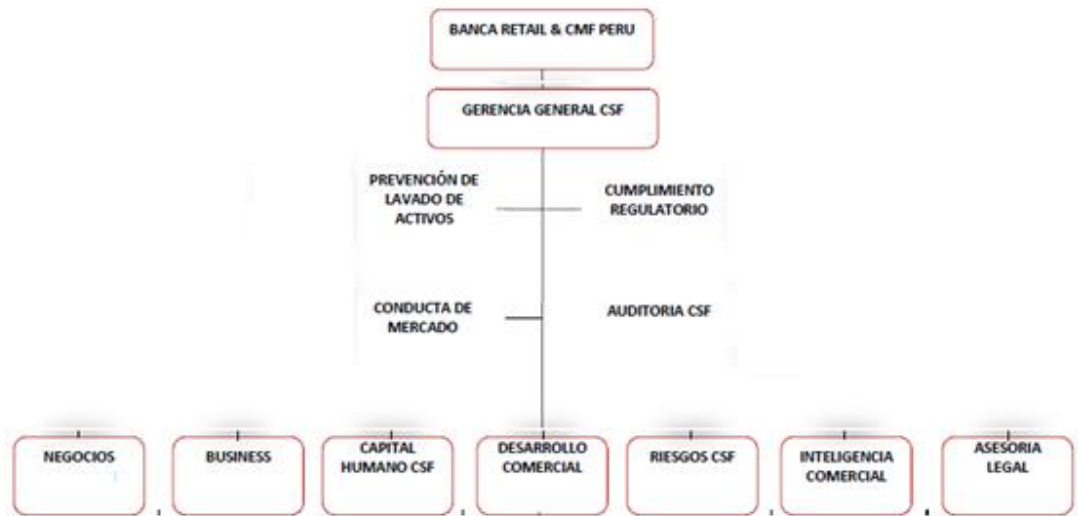 BANCA RETAIL & CMF PERU
GERENCIA GENERAL CSF
PREVENCIÓN DE
LAVADO DE
ACTIVOS
CUMPLIMIENTO
REGULATORIO
CONDUCTA DE
MERCADO
AUDITORIA CSF
NEGOCIOS
BUSINESS
CAPITAL
HUMANO CSF
DESARROLLO
COMERCIAL
RIESGOS CSF
INTELIGENCIA
COMERCIAL
ASESORIA
LEGAL